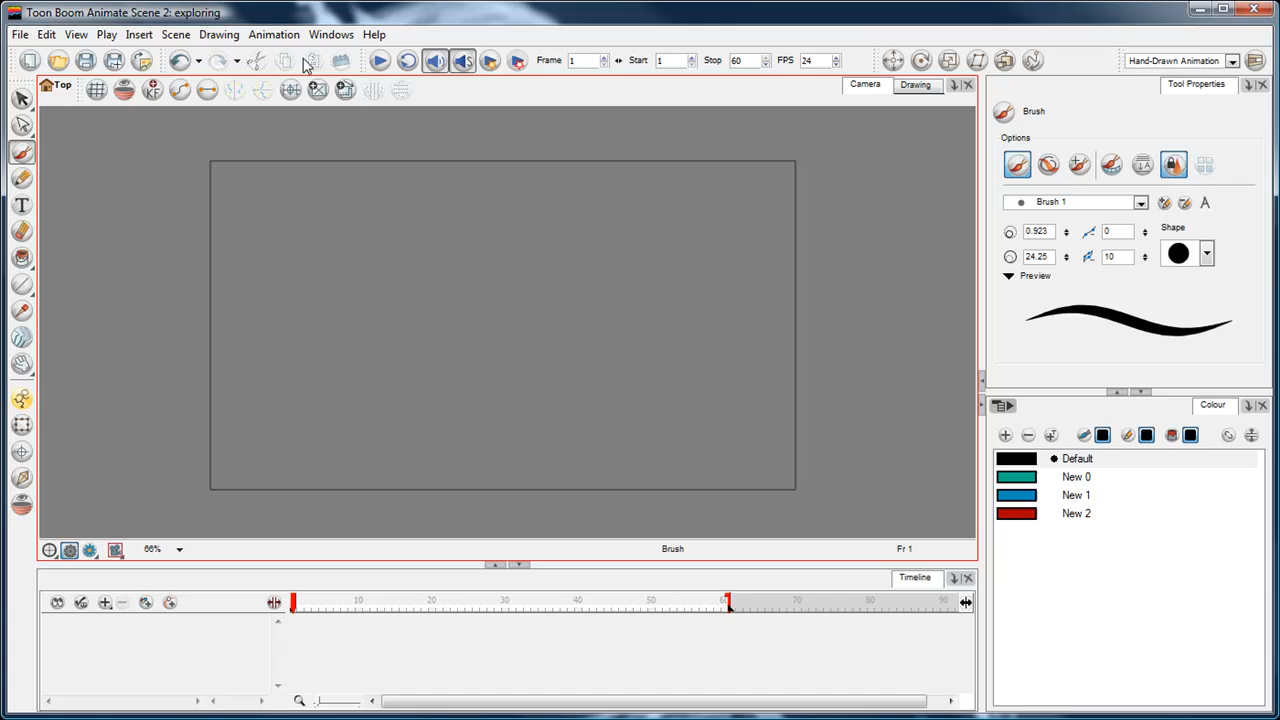 Toon Boom Animate Scene 2: exploring
File Edit View Play Insert Scene Drawing Animation Windows Help
Frame 1 Start 1 Stop 60 FPS 24 Hand-Drawn Animation
Top Camera Drawing
Tool Properties
Brush
Options
Brush 1 A
0.923 0 Shape
24.25 10
Preview
T
66% Brush Fr 1
Colour
Default
New 0
New 1
New 2
Timeline
10 20 30 40 50 60 70 80 90